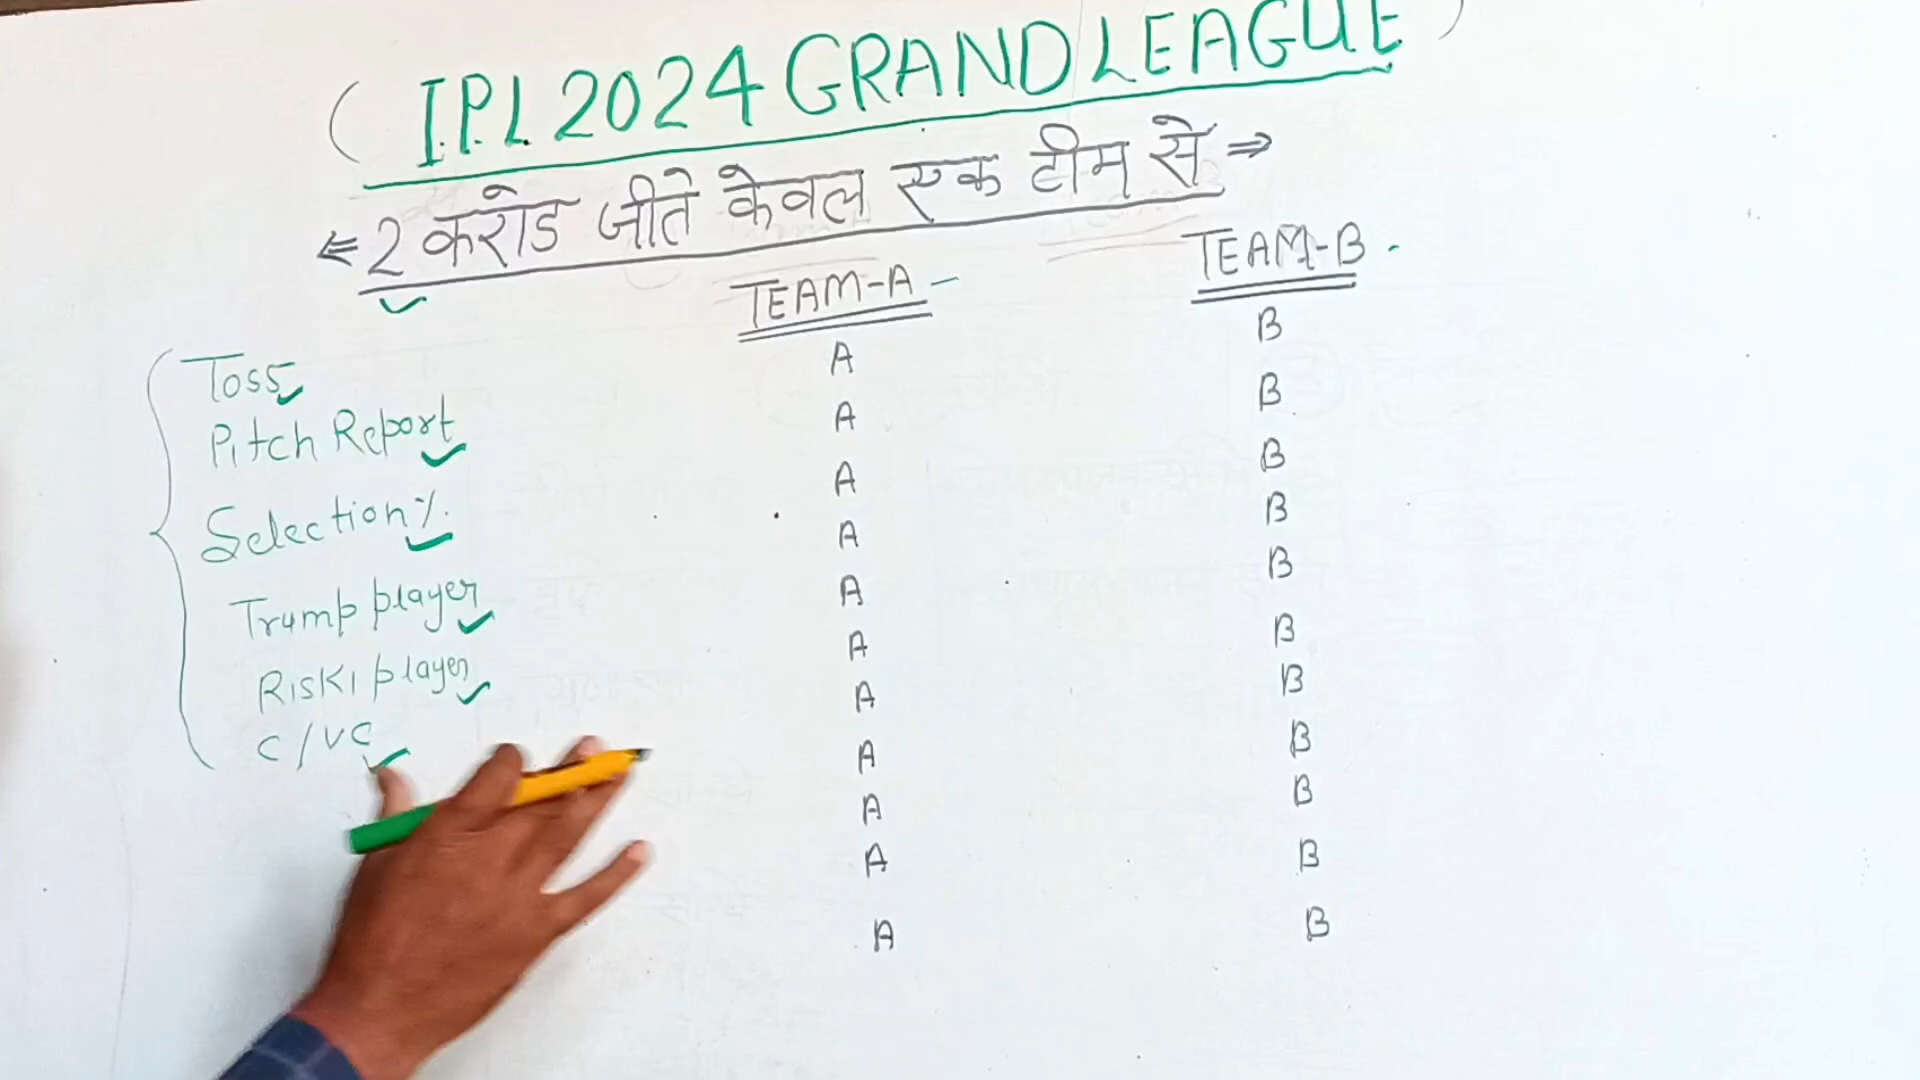 ( I.P.L 2024 GRAND LEAGUE )
⇐ 2 करोड जीते केवल एक टीम से ⇒
TEAM-A -
TEAM-B -
Toss
Pitch Report
Selection %.
Trump player
Riski player
C/VC
A
A
A
A
A
A
A
A
A
A
A
B
B
B
B
B
B
B
B
B
B
B